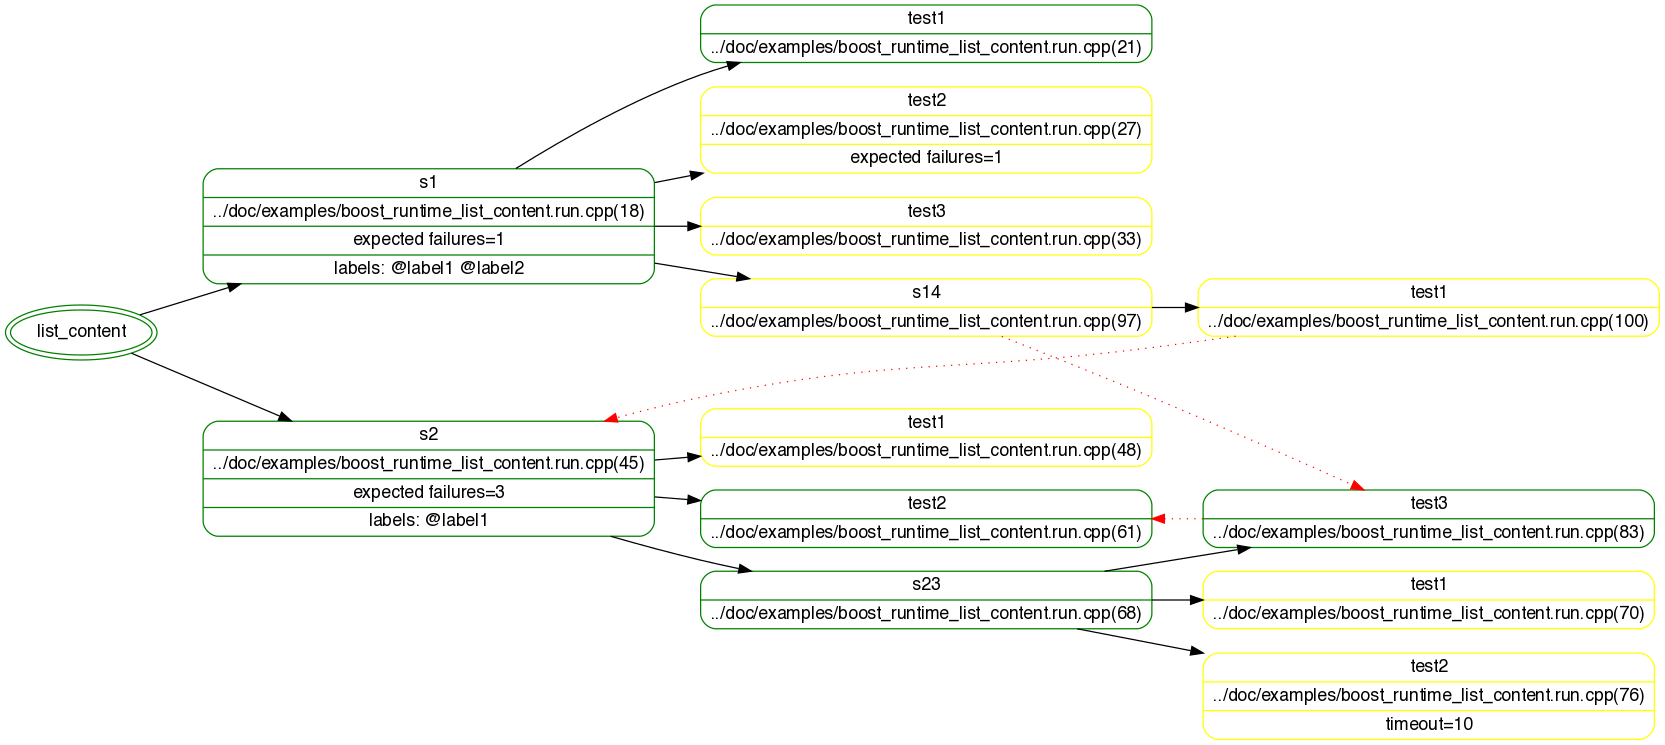 list_content
s1
../doc/examples/boost_runtime_list_content.run.cpp(18)
expected failures=1
labels: @label1 @label2
s2
../doc/examples/boost_runtime_list_content.run.cpp(45)
expected failures=3
labels: @label1
test1
../doc/examples/boost_runtime_list_content.run.cpp(21)
test2
../doc/examples/boost_runtime_list_content.run.cpp(27)
expected failures=1
test3
../doc/examples/boost_runtime_list_content.run.cpp(33)
s14
../doc/examples/boost_runtime_list_content.run.cpp(97)
test1
../doc/examples/boost_runtime_list_content.run.cpp(48)
test2
../doc/examples/boost_runtime_list_content.run.cpp(61)
s23
../doc/examples/boost_runtime_list_content.run.cpp(68)
test1
../doc/examples/boost_runtime_list_content.run.cpp(100)
test3
../doc/examples/boost_runtime_list_content.run.cpp(83)
test1
../doc/examples/boost_runtime_list_content.run.cpp(70)
test2
../doc/examples/boost_runtime_list_content.run.cpp(76)
timeout=10